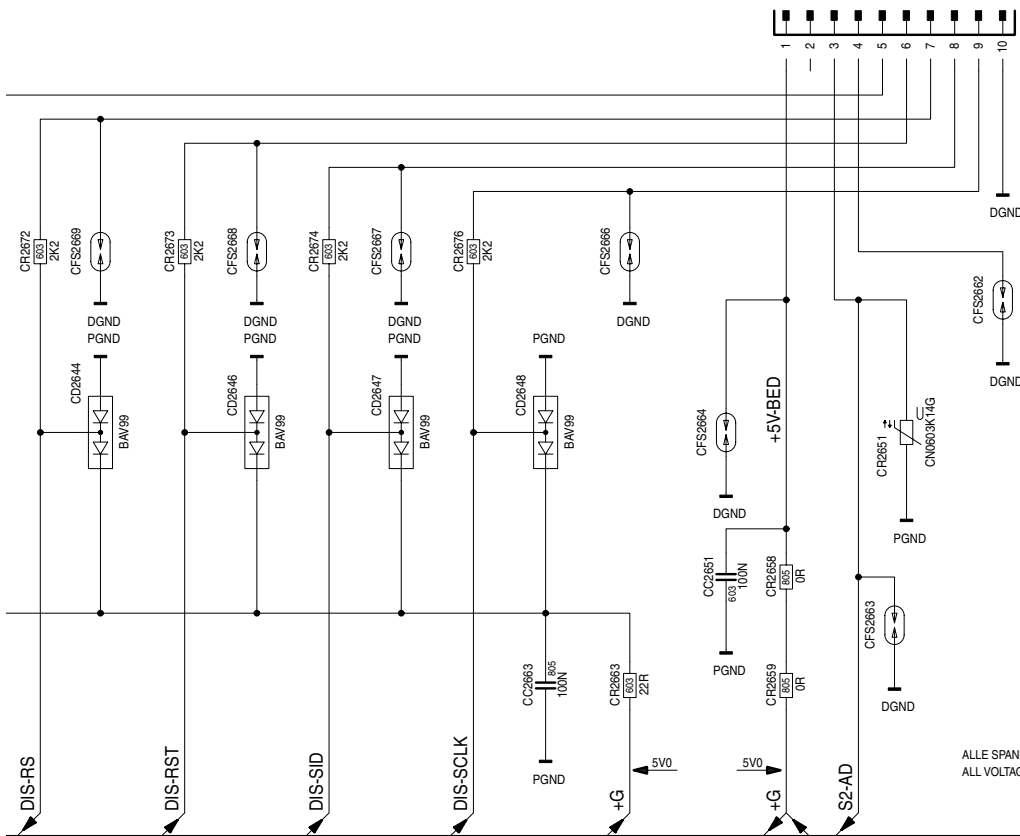 1
2
3
4
5
6
7
8
9
10
DGND
CR2672
603
2K2
CFS2669
CR2673
603
2K2
CFS2668
CR2674
603
2K2
CFS2667
CR2676
603
2K2
CFS2666
CFS2662
DGND
DGND
DGND
DGND
DGND
PGND
PGND
PGND
PGND
CD2644
BAV99
CD2646
BAV99
CD2647
BAV99
CD2648
BAV99
CFS2664
DGND
+5V-BED
CR2651
U
CN0603K14G
PGND
CC2651
603
100N
PGND
CR2658
805
0R
CFS2663
DGND
CC2663
805
100N
PGND
CR2663
603
22R
CR2659
805
0R
DIS-RS
DIS-RST
DIS-SID
DIS-SCLK
+G
5V0
5V0
+G
S2-AD
ALLE SPAN
ALL VOLTAG